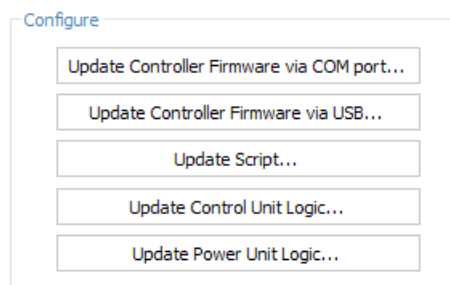 Configure
Update Controller Firmware via COM port...
Update Controller Firmware via USB...
Update Script...
Update Control Unit Logic...
Update Power Unit Logic...